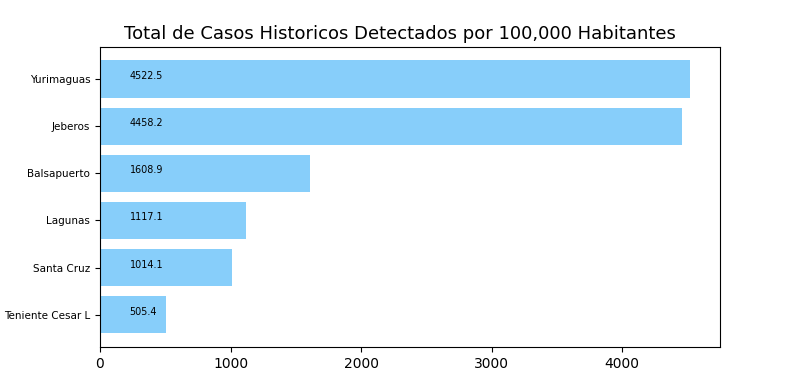 Total de Casos Historicos Detectados por 100,000 Habitantes
Yurimaguas 4522.5
Jeberos 4458.2
Balsapuerto 1608.9
Lagunas 1117.1
Santa Cruz 1014.1
Teniente Cesar L 505.4
0 1000 2000 3000 4000